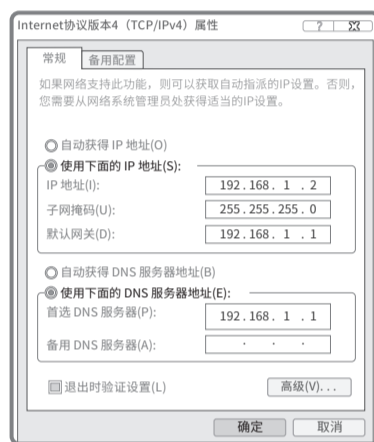 Internet协议版本4（TCP/IPv4）属性
常规 备用配置
如果网络支持此功能，则可以获取自动指派的IP设置。否则，
您需要从网络系统管理员处获得适当的IP设置。
自动获得 IP 地址(O)
使用下面的 IP 地址(S):
IP 地址(I): 192.168. 1 . 2
子网掩码(U): 255.255.255. 0
默认网关(D): 192.168. 1 . 1
自动获得 DNS 服务器地址(B)
使用下面的 DNS 服务器地址(E):
首选 DNS 服务器(P): 192.168. 1 . 1
备用 DNS 服务器(A): . . .
退出时验证设置(L) 高级(V)...
确定 取消